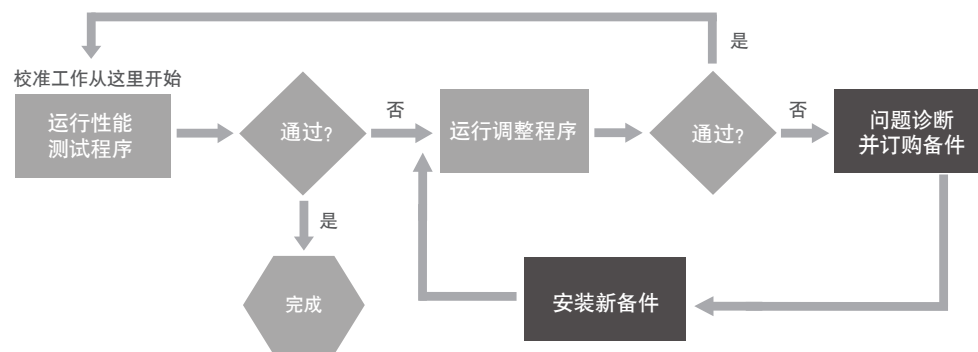 是
校准工作从这里开始
运行性能
测试程序
通过?
否
运行调整程序
通过?
否
问题诊断
并订购备件
是
完成
安装新备件